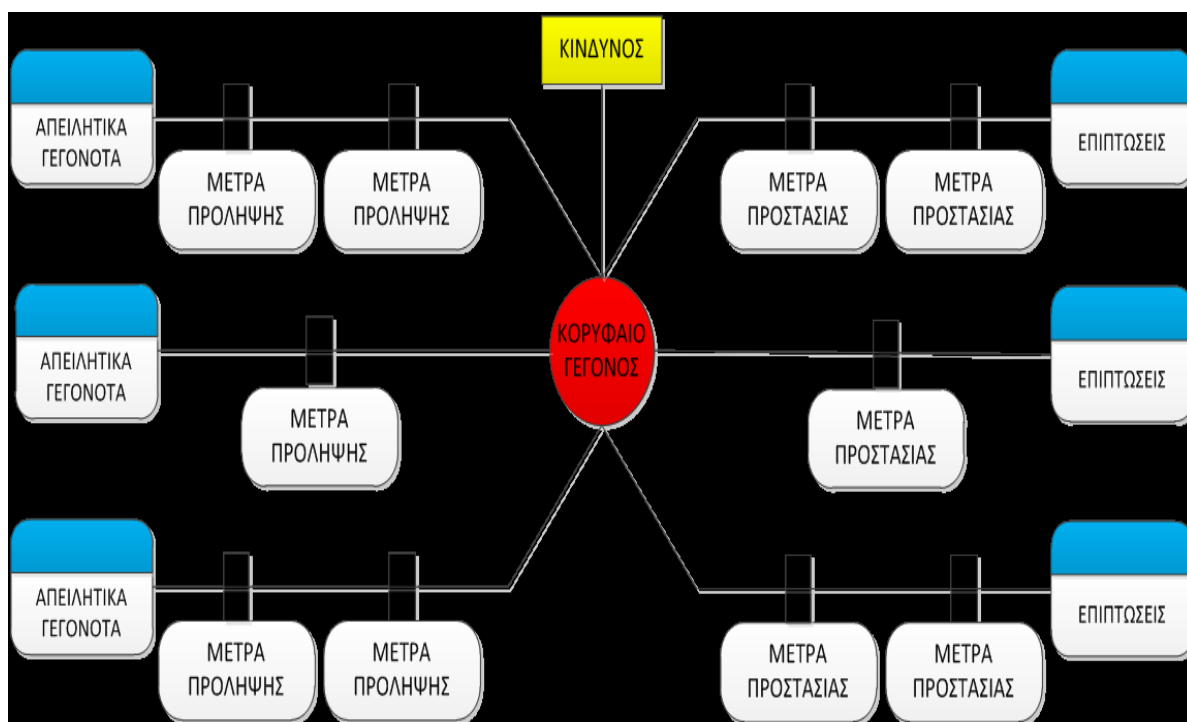 ΚΙΝΔΥΝΟΣ
ΑΠΕΙΛΗΤΙΚΑ
ΓΕΓΟΝΟΤΑ
ΜΕΤΡΑ
ΠΡΟΛΗΨΗΣ
ΜΕΤΡΑ
ΠΡΟΛΗΨΗΣ
ΜΕΤΡΑ
ΠΡΟΣΤΑΣΙΑΣ
ΜΕΤΡΑ
ΠΡΟΣΤΑΣΙΑΣ
ΕΠΙΠΤΩΣΕΙΣ
ΑΠΕΙΛΗΤΙΚΑ
ΓΕΓΟΝΟΤΑ
ΜΕΤΡΑ
ΠΡΟΛΗΨΗΣ
ΚΟΡΥΦΑΙΟ
ΓΕΓΟΝΟΣ
ΜΕΤΡΑ
ΠΡΟΣΤΑΣΙΑΣ
ΕΠΙΠΤΩΣΕΙΣ
ΑΠΕΙΛΗΤΙΚΑ
ΓΕΓΟΝΟΤΑ
ΜΕΤΡΑ
ΠΡΟΛΗΨΗΣ
ΜΕΤΡΑ
ΠΡΟΛΗΨΗΣ
ΜΕΤΡΑ
ΠΡΟΣΤΑΣΙΑΣ
ΜΕΤΡΑ
ΠΡΟΣΤΑΣΙΑΣ
ΕΠΙΠΤΩΣΕΙΣ